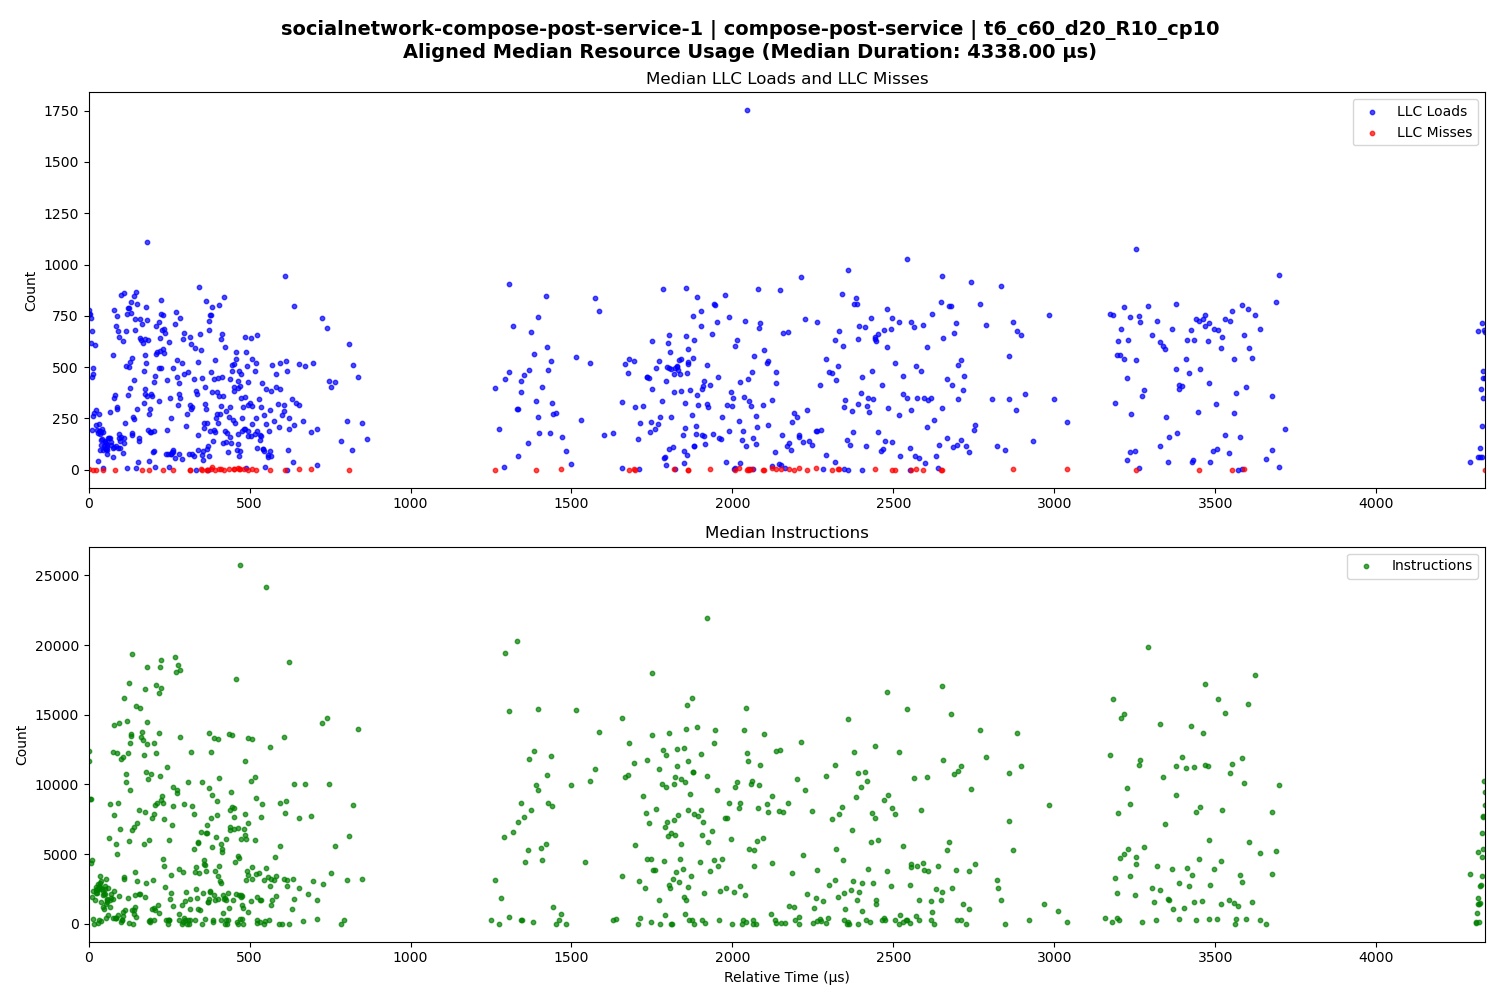 socialnetwork-compose-post-service-1 | compose-post-service | t6_c60_d20_R10_cp10
Aligned Median Resource Usage (Median Duration: 4338.00 µs)
Median LLC Loads and LLC Misses
LLC Loads
LLC Misses
Count
1750
1500
1250
1000
750
500
250
0
0 500 1000 1500 2000 2500 3000 3500 4000
Median Instructions
Instructions
Count
25000
20000
15000
10000
5000
0
0 500 1000 1500 2000 2500 3000 3500 4000
Relative Time (µs)